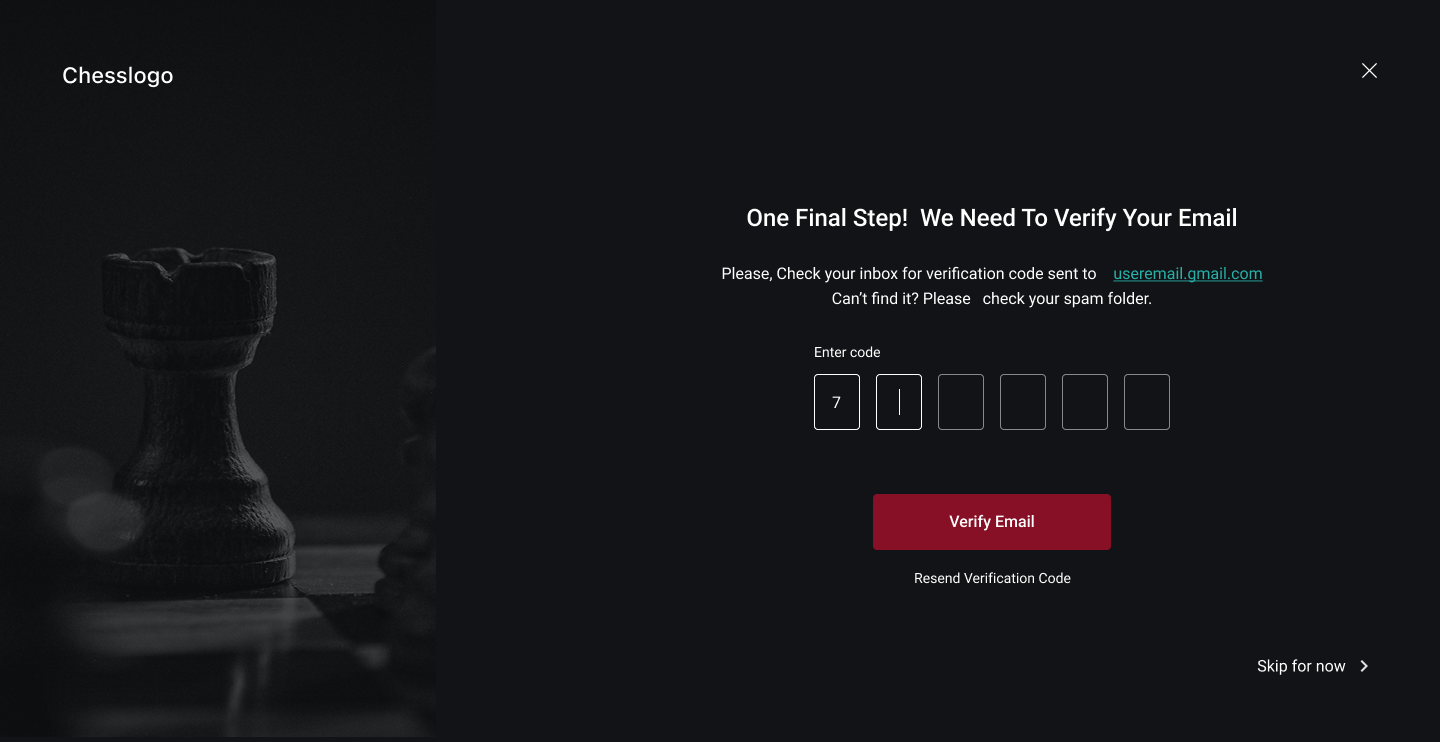 Chesslogo
One Final Step!  We Need To Verify Your Email
Please, Check your inbox for verification code sent to    useremail.gmail.com
Can’t find it? Please   check your spam folder.
Enter code
7
Verify Email
Resend Verification Code
Skip for now